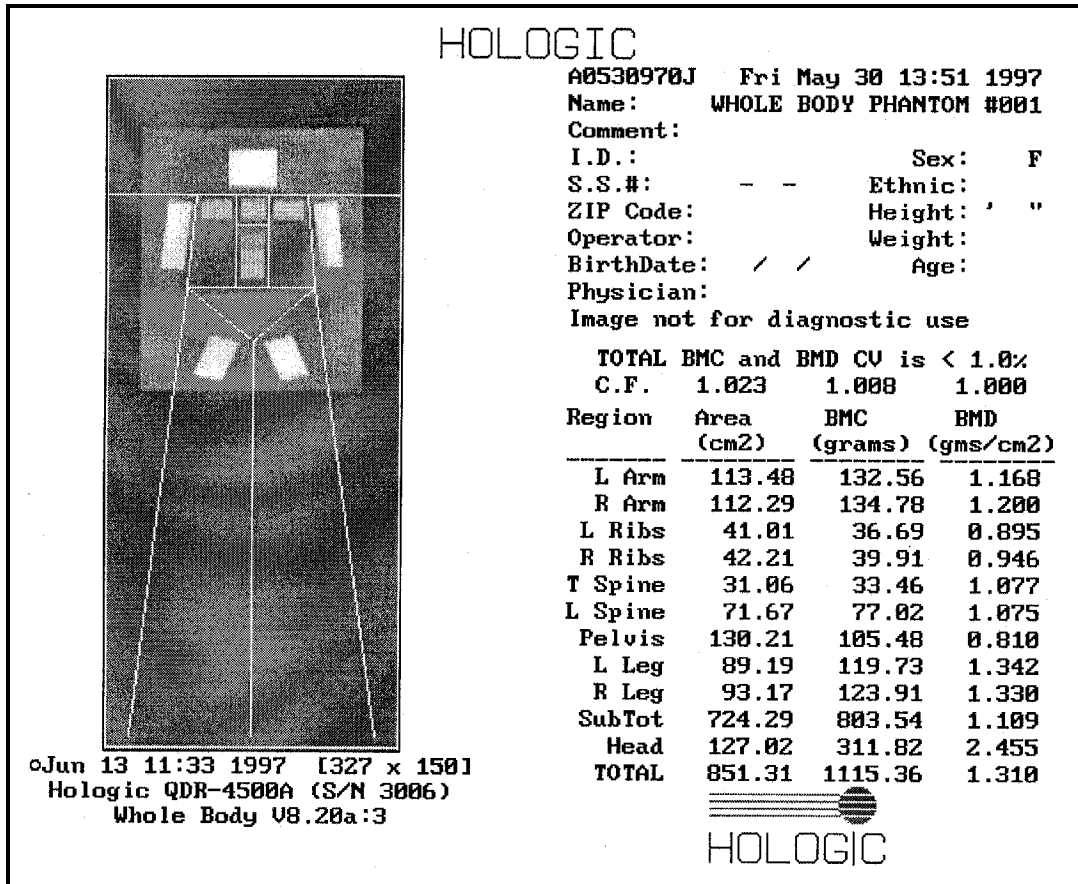 HOLOGIC
A0530970J Fri May 30 13:51 1997
Name: WHOLE BODY PHANTOM #001
Comment:
I.D.: Sex: F
S.S.#: - - Ethnic:
ZIP Code: Height: ' "
Operator: Weight:
BirthDate: / / Age:
Physician:
Image not for diagnostic use
TOTAL BMC and BMD CV is < 1.0%
C.F. 1.023 1.008 1.000
Region Area BMC BMD
(cm2) (grams) (gms/cm2)
L Arm 113.48 132.56 1.168
R Arm 112.29 134.78 1.200
L Ribs 41.01 36.69 0.895
R Ribs 42.21 39.91 0.946
T Spine 31.06 33.46 1.077
L Spine 71.67 77.02 1.075
Pelvis 130.21 105.48 0.810
L Leg 89.19 119.73 1.342
R Leg 93.17 123.91 1.330
SubTot 724.29 803.54 1.109
Head 127.02 311.82 2.455
TOTAL 851.31 1115.36 1.310
oJun 13 11:33 1997 [327 x 150]
Hologic QDR-4500A (S/N 3006)
Whole Body V8.20a:3
HOLOGIC